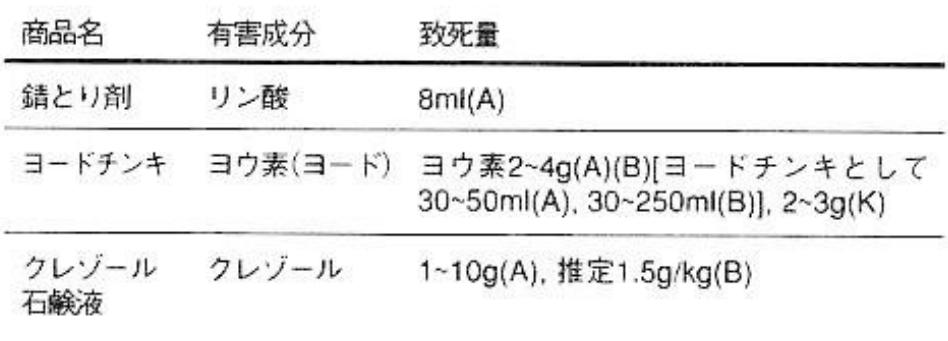 商品名 有害成分 致死量
錆とり剤 リン酸 8ml(A)
ヨードチンキ ヨウ素(ヨード) ヨウ素2~4g(A)(B)[ヨードチンキとして
30~50ml(A), 30~250ml(B)], 2~3g(K)
クレゾール クレゾール 1~10g(A), 推定1.5g/kg(B)
石鹸液